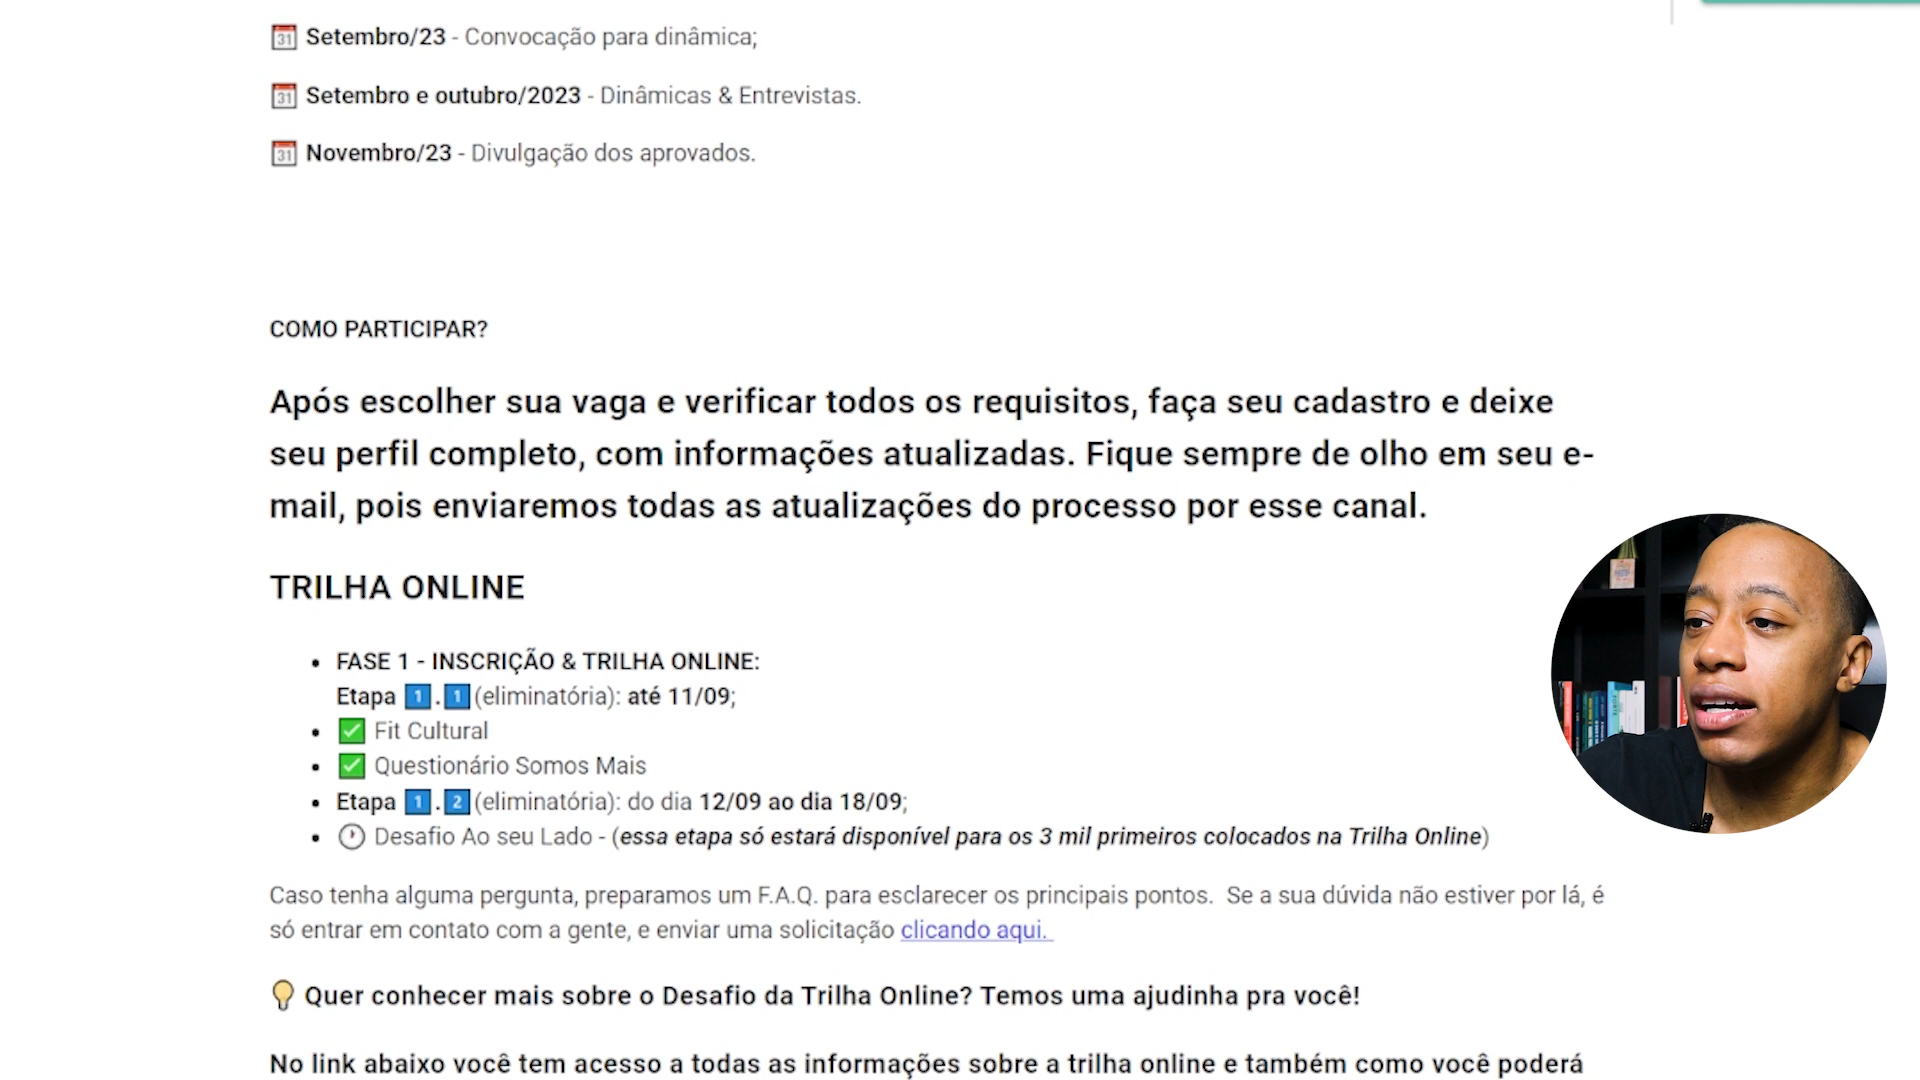 Setembro/23 - Convocação para dinâmica;
Setembro e outubro/2023 - Dinâmicas & Entrevistas.
Novembro/23 - Divulgação dos aprovados.
COMO PARTICIPAR?
Após escolher sua vaga e verificar todos os requisitos, faça seu cadastro e deixe
seu perfil completo, com informações atualizadas. Fique sempre de olho em seu e-
mail, pois enviaremos todas as atualizações do processo por esse canal.
TRILHA ONLINE
• FASE 1 - INSCRIÇÃO & TRILHA ONLINE:
Etapa 1️⃣.1️⃣(eliminatória): até 11/09;
• ✅ Fit Cultural
• ✅ Questionário Somos Mais
• Etapa 1️⃣.2️⃣(eliminatória): do dia 12/09 ao dia 18/09;
• 🕐 Desafio Ao seu Lado - (essa etapa só estará disponível para os 3 mil primeiros colocados na Trilha Online)
Caso tenha alguma pergunta, preparamos um F.A.Q. para esclarecer os principais pontos.  Se a sua dúvida não estiver por lá, é
só entrar em contato com a gente, e enviar uma solicitação clicando aqui.
💡 Quer conhecer mais sobre o Desafio da Trilha Online? Temos uma ajudinha pra você!
No link abaixo você tem acesso a todas as informações sobre a trilha online e também como você poderá